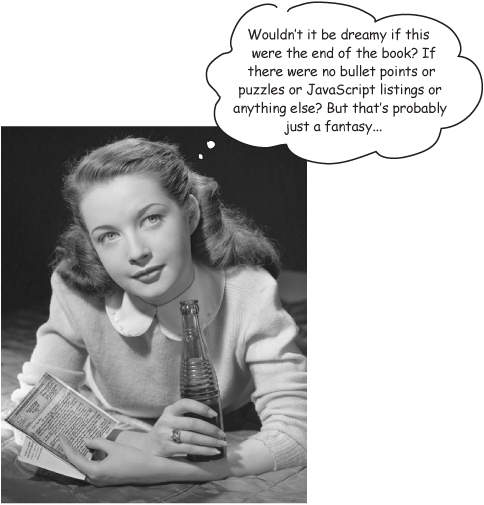 Wouldn't it be dreamy if this
were the end of the book? If
there were no bullet points or
puzzles or JavaScript listings or
anything else? But that's probably
just a fantasy...